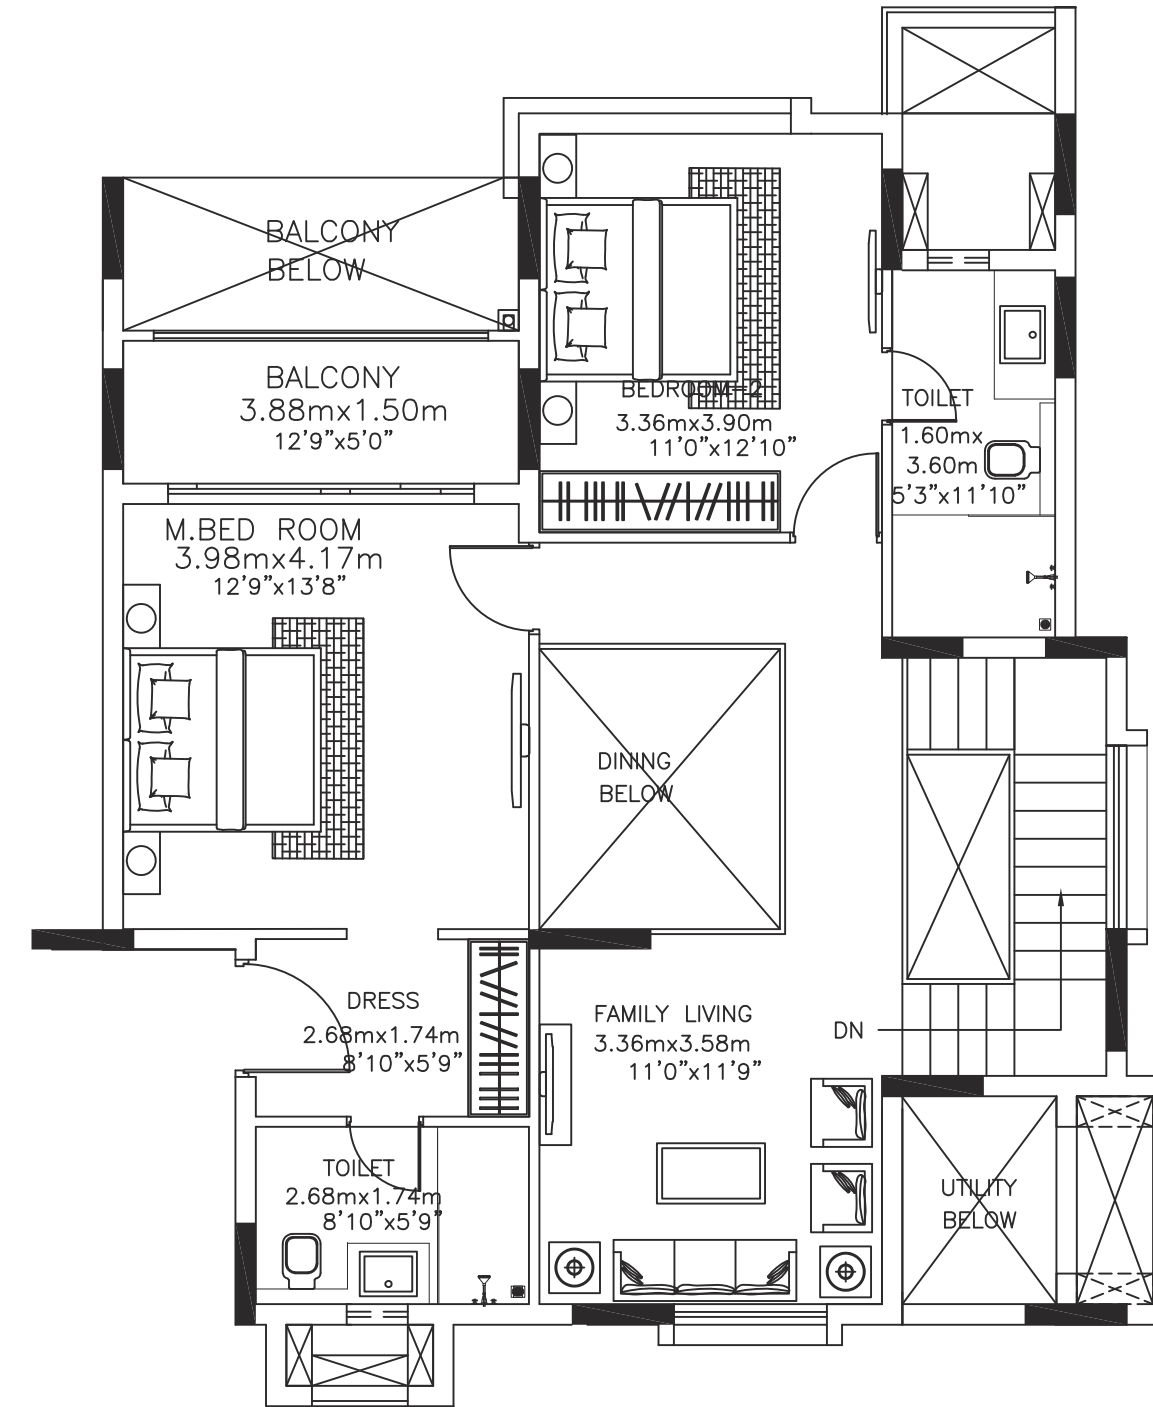 BALCONY
BELOW
BALCONY
3.88mx1.50m
12'9"x5'0"
BEDROOM-2
3.36mx3.90m
11'0"x12'10"
TOILET
1.60mx
3.60m
5'3"x11'10"
M.BED ROOM
3.98mx4.17m
12'9"x13'8"
DINING
BELOW
DRESS
2.68mx1.74m
8'10"x5'9"
FAMILY LIVING
3.36mx3.58m
11'0"x11'9"
DN
TOILET
2.68mx1.74m
8'10"x5'9"
UTILITY
BELOW